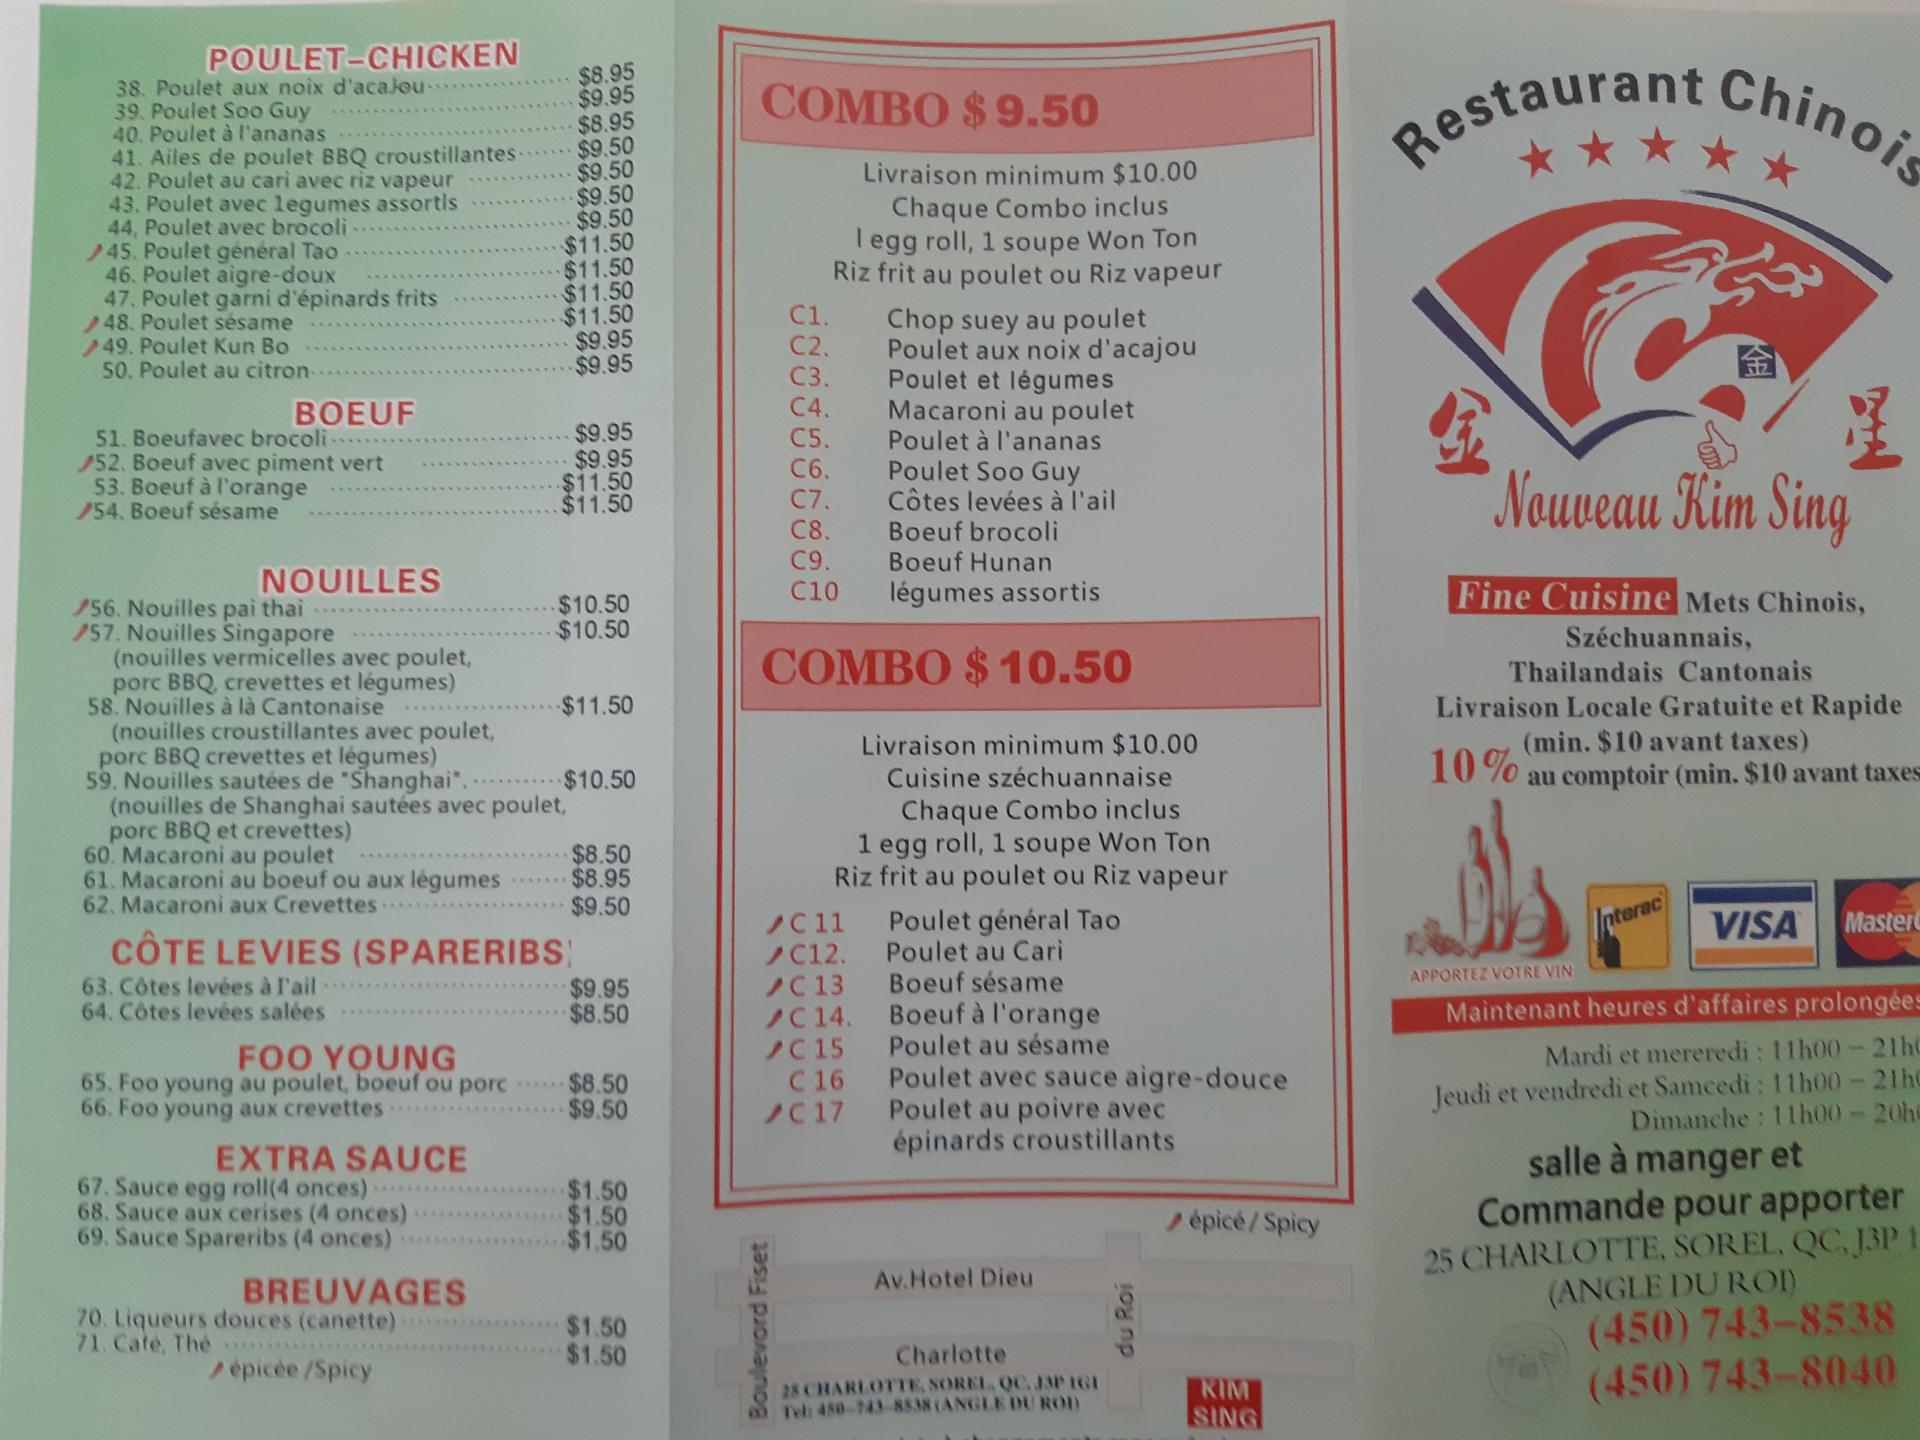 POULET-CHICKEN
38. Poulet aux noix d'acaJou $8.95
39. Poulet Soo Guy $9.95
40. Poulet à l'ananas $8.95
41. Ailes de poulet BBQ croustillantes $9.50
42. Poulet au cari avec riz vapeur $9.50
43. Poulet avec legumes assortis $9.50
44, Poulet avec brocoli $9.50
45. Poulet général Tao $11.50
46. Poulet aigre-doux $11.50
47. Poulet garni d'épinards frits $11.50
48. Poulet sésame $11.50
49. Poulet Kun Bo $9.95
50. Poulet au citron $9.95
BOEUF
51. Boeufavec brocoli $9.95
52. Boeuf avec piment vert $9.95
53. Boeuf à l'orange $11.50
54. Boeuf sésame $11.50
NOUILLES
56. Nouilles pai thai $10.50
57. Nouilles Singapore $10.50
(nouilles vermicelles avec poulet,
porc BBQ, crevettes et légumes)
58. Nouilles à là Cantonaise $11.50
(nouilles croustillantes avec poulet,
porc BBQ crevettes et légumes)
59. Nouilles sautées de "Shanghai". $10.50
(nouilles de Shanghai sautées avec poulet,
porc BBQ et crevettes)
60. Macaroni au poulet $8.50
61. Macaroni au boeuf ou aux légumes $8.95
62. Macaroni aux Crevettes $9.50
CÔTE LEVIES (SPARERIBS)
63. Côtes levées à l'ail $9.95
64. Côtes levées salées $8.50
FOO YOUNG
65. Foo young au poulet, boeuf ou porc $8.50
66. Foo young aux crevettes $9.50
EXTRA SAUCE
67. Sauce egg roll(4 onces) $1.50
68. Sauce aux cerises (4 onces) $1.50
69. Sauce Spareribs (4 onces) $1.50
BREUVAGES
70. Liqueurs douces (canette) $1.50
71. Café, Thé $1.50
épicée /Spicy
COMBO $ 9.50
Livraison minimum $10.00
Chaque Combo inclus
l egg roll, 1 soupe Won Ton
Riz frit au poulet ou Riz vapeur
C1. Chop suey au poulet
C2. Poulet aux noix d'acajou
C3. Poulet et légumes
C4. Macaroni au poulet
C5. Poulet à l'ananas
C6. Poulet Soo Guy
C7. Côtes levées à l'ail
C8. Boeuf brocoli
C9. Boeuf Hunan
C10 légumes assortis
COMBO $ 10.50
Livraison minimum $10.00
Cuisine széchuannaise
Chaque Combo inclus
1 egg roll, 1 soupe Won Ton
Riz frit au poulet ou Riz vapeur
C 11 Poulet général Tao
C12. Poulet au Cari
C 13 Boeuf sésame
C 14. Boeuf à l'orange
C 15 Poulet au sésame
C 16 Poulet avec sauce aigre-douce
C 17 Poulet au poivre avec
épinards croustillants
épicé / Spicy
Boulevard Fiset
Av.Hotel Dieu
du Roi
Charlotte
25 CHARLOTTE, SOREL, QC, J3P 1G1
Tel: 450-743-8538 (ANGLE DU ROI)
KIM
SING
Restaurant Chinois
金
金 星
Nouveau Kim Sing
Fine Cuisine Mets Chinois,
Széchuannais,
Thailandais Cantonais
Livraison Locale Gratuite et Rapide
(min. $10 avant taxes)
10 % au comptoir (min. $10 avant taxes
APPORTEZ VOTRE VIN
Interac
VISA
MasterC
Maintenant heures d'affaires prolongées
Mardi et mereredi : 11h00 – 21h0
Jeudi et vendredi et Samcedi : 11h00 – 21h0
Dimanche : 11h00 – 20h0
salle à manger et
Commande pour apporter
25 CHARLOTTE, SOREL, QC, J3P 1
(ANGLE DU ROI)
(450) 743-8538
(450) 743-8040